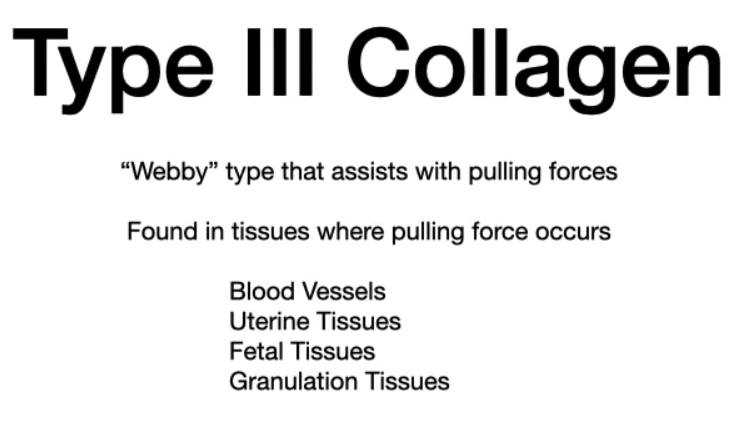 Type III Collagen
“Webby” type that assists with pulling forces
Found in tissues where pulling force occurs
Blood Vessels
Uterine Tissues
Fetal Tissues
Granulation Tissues